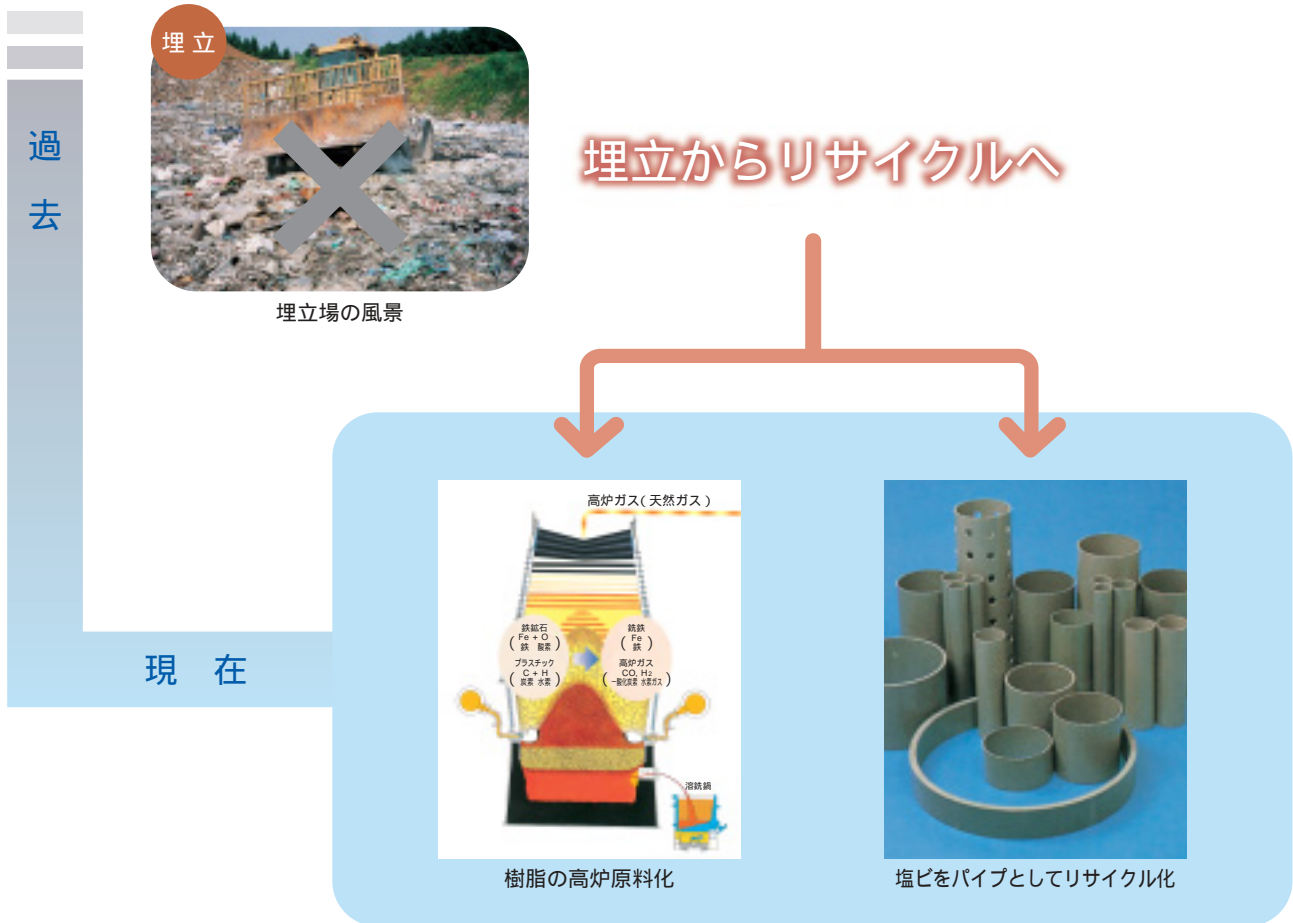 埋立
過去
埋立からリサイクルへ
埋立場の風景
現在
高炉ガス(天然ガス)
鉄鉱石
(Fe + O)
鉄 酸素
プラスチック
(C + H)
炭素 水素
銑鉄
(Fe)
鉄
高炉ガス
(CO, H2)
一酸化炭素 水素ガス
溶銑鍋
樹脂の高炉原料化
塩ビをパイプとしてリサイクル化